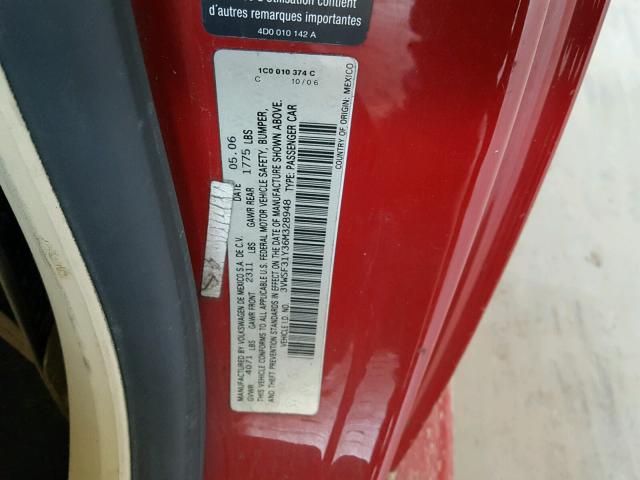 d'Utilisation contient
d'autres remarques importantes
4D0 010 142 A
1C0 010 374 C
C 10/06
MANUFACTURED BY VOLKSWAGEN DE MEXICO S.A. DE C.V. DATE 05.06
GVWR 4071 LBS GAWR FRONT 2311 LBS GAWR REAR 1775 LBS
THIS VEHICLE CONFORMS TO ALL APPLICABLE U.S. FEDERAL MOTOR VEHICLE SAFETY, BUMPER,
AND THEFT PREVENTION STANDARDS IN EFFECT ON THE DATE OF MANUFACTURE SHOWN ABOVE.
VEHICLE I.D. NO.: 3VWSF31Y36M328948 TYPE: PASSENGER CAR
COUNTRY OF ORIGIN: MEXICO